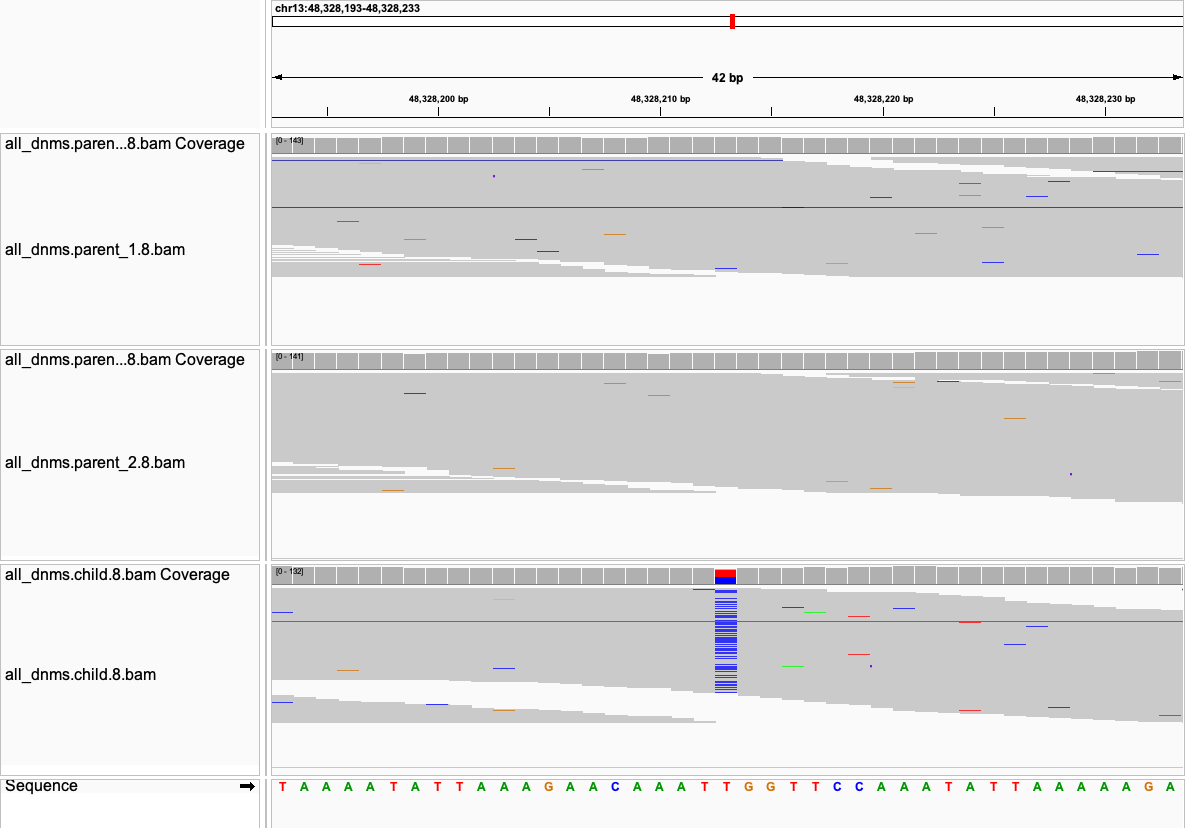 chr13:48,328,193-48,328,233
42 bp
48,328,200 bp 48,328,210 bp 48,328,220 bp 48,328,230 bp
all_dnms.paren...8.bam Coverage
[0 - 143]
all_dnms.parent_1.8.bam
all_dnms.paren...8.bam Coverage
[0 - 141]
all_dnms.parent_2.8.bam
all_dnms.child.8.bam Coverage
[0 - 132]
all_dnms.child.8.bam
Sequence T A A A A T A T T A A A G A A C A A A T T G G T T C C A A A T A T T A A A A A G A